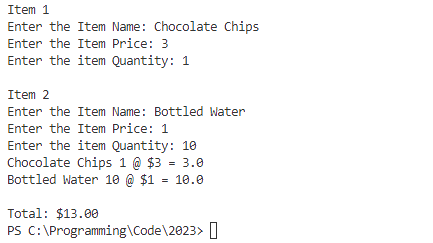 Item 1
Enter the Item Name: Chocolate Chips
Enter the Item Price: 3
Enter the item Quantity: 1
Item 2
Enter the Item Name: Bottled Water
Enter the Item Price: 1
Enter the item Quantity: 10
Chocolate Chips 1 @ $3 = 3.0
Bottled Water 10 @ $1 = 10.0
Total: $13.00
PS C:\Programming\Code\2023>